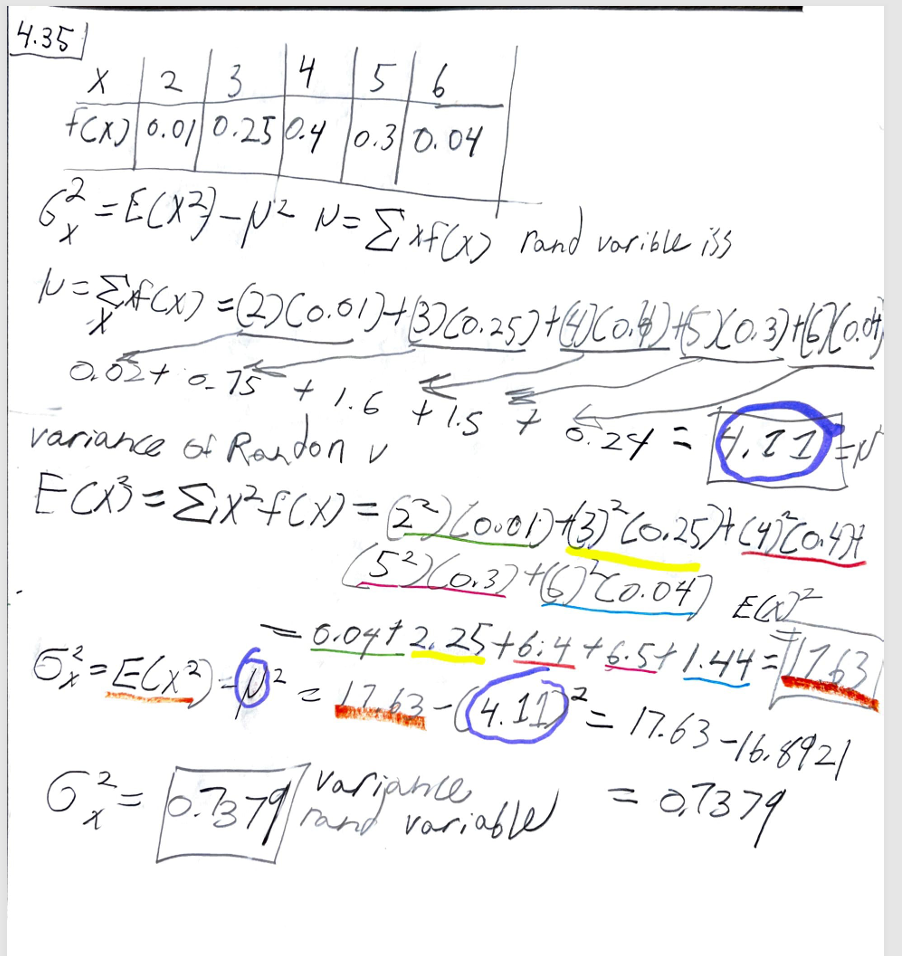 4.35
X 2 3 4 5 6
f(x) 0.01 0.25 0.4 0.3 0.04
σ²x = E(X²) - μ² μ = Σ xf(x) rand varible iss
μ = Σx xf(x) = (2)(0.01)+(3)(0.25)+(4)(0.4)+(5)(0.3)+(6)(0.04)
0.02 + 0.75 + 1.6 + 1.5 + 0.24 = 4.11 = μ
variance of Randon v
E(X²) = Σx²f(x) = (2²)(0.01)+(3)²(0.25)+(4)²(0.4)+
(5²)(0.3)+(6)²(0.04)
E(x)²
= 0.04+2.25+6.4+6.5+1.44 = 17.63
σ²x = E(x²) - μ² = 17.63 - (4.11)² = 17.63 - 16.8921
σ²x = 0.7379 variance rand variable = 0.7379